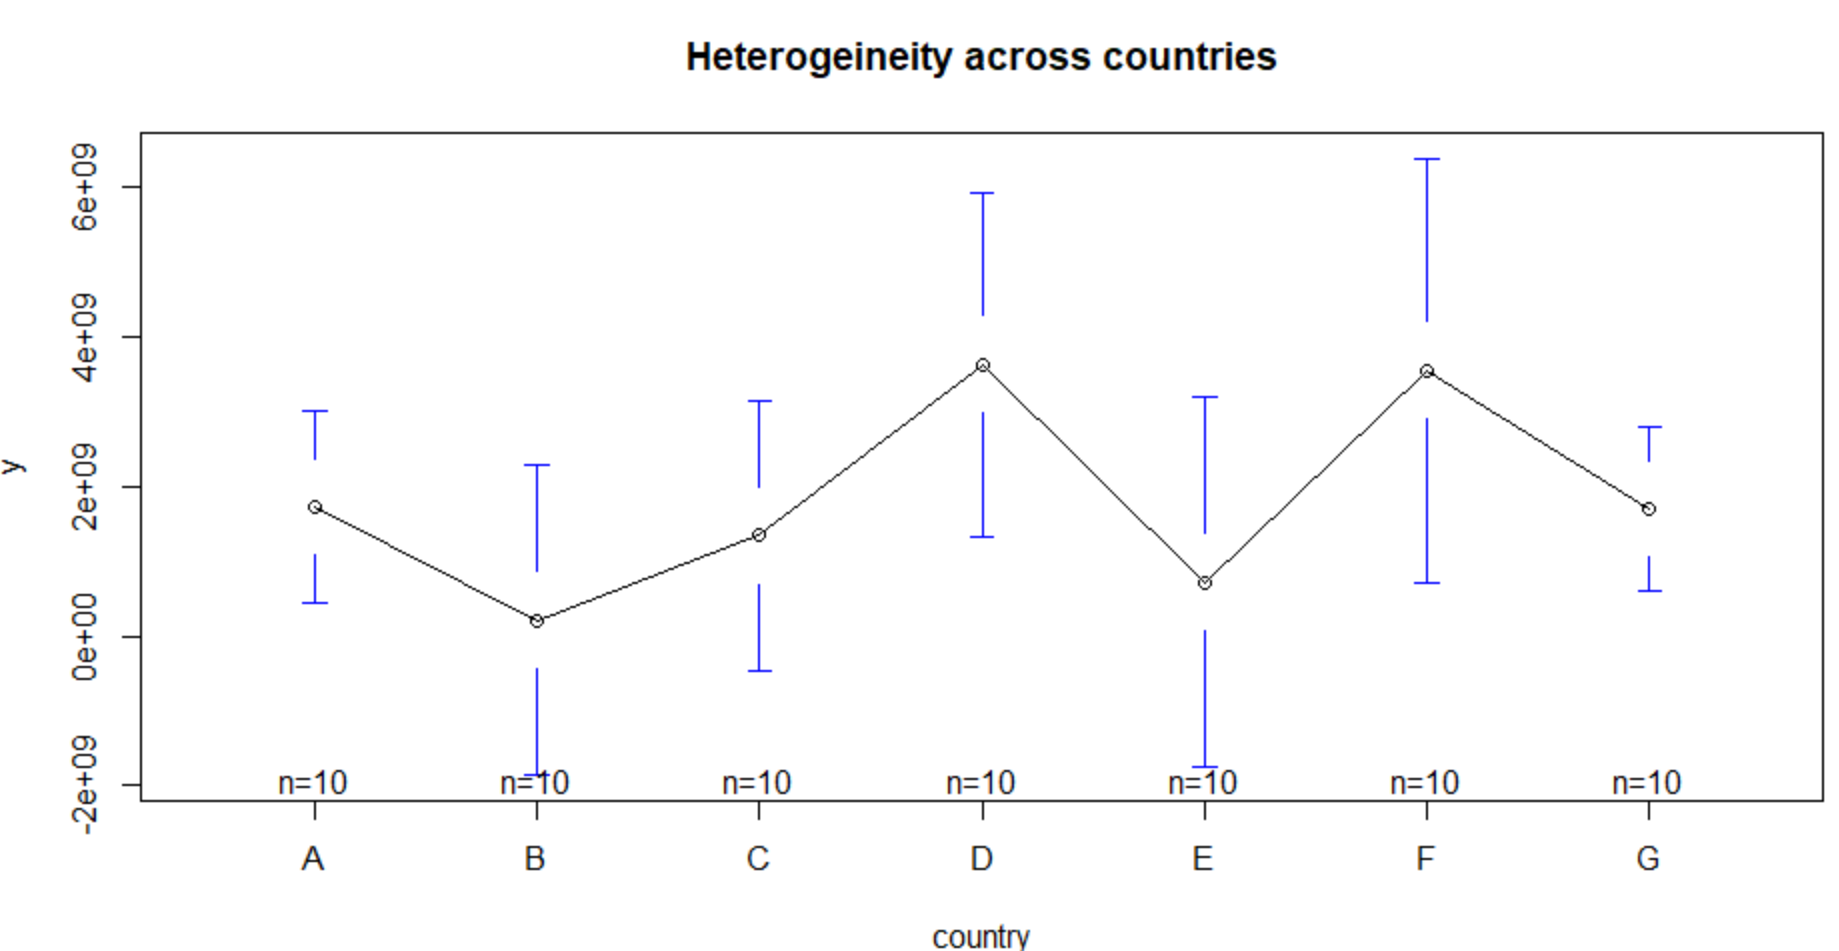 Heterogeineity across countries
y
6e+09
4e+09
2e+09
0e+00
-2e+09
n=10 n=10 n=10 n=10 n=10 n=10 n=10
A B C D E F G
country